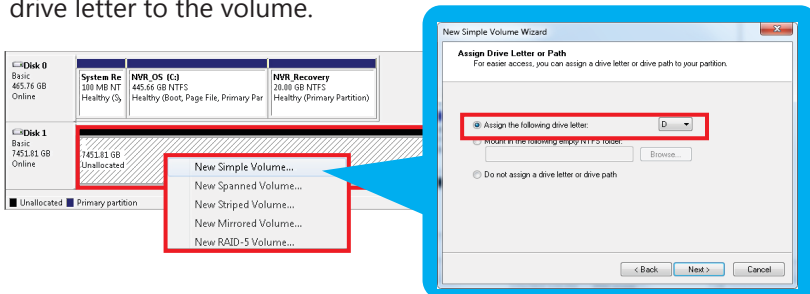 drive letter to the volume.
Disk 0
Basic
465.76 GB
Online
System Re
100 MB NT
Healthy (Sy
NVR_OS (C:)
445.66 GB NTFS
Healthy (Boot, Page File, Primary Par
NVR_Recovery
20.00 GB NTFS
Healthy (Primary Partition)
Disk 1
Basic
7451.81 GB
Online
7451.81 GB
Unallocated
New Simple Volume...
New Spanned Volume...
New Striped Volume...
New Mirrored Volume...
New RAID-5 Volume...
Unallocated Primary partition
New Simple Volume Wizard
Assign Drive Letter or Path
For easier access, you can assign a drive letter or drive path to your partition.
Assign the following drive letter: D
Mount in the following empty NTFS folder:
Browse...
Do not assign a drive letter or drive path
< Back Next > Cancel